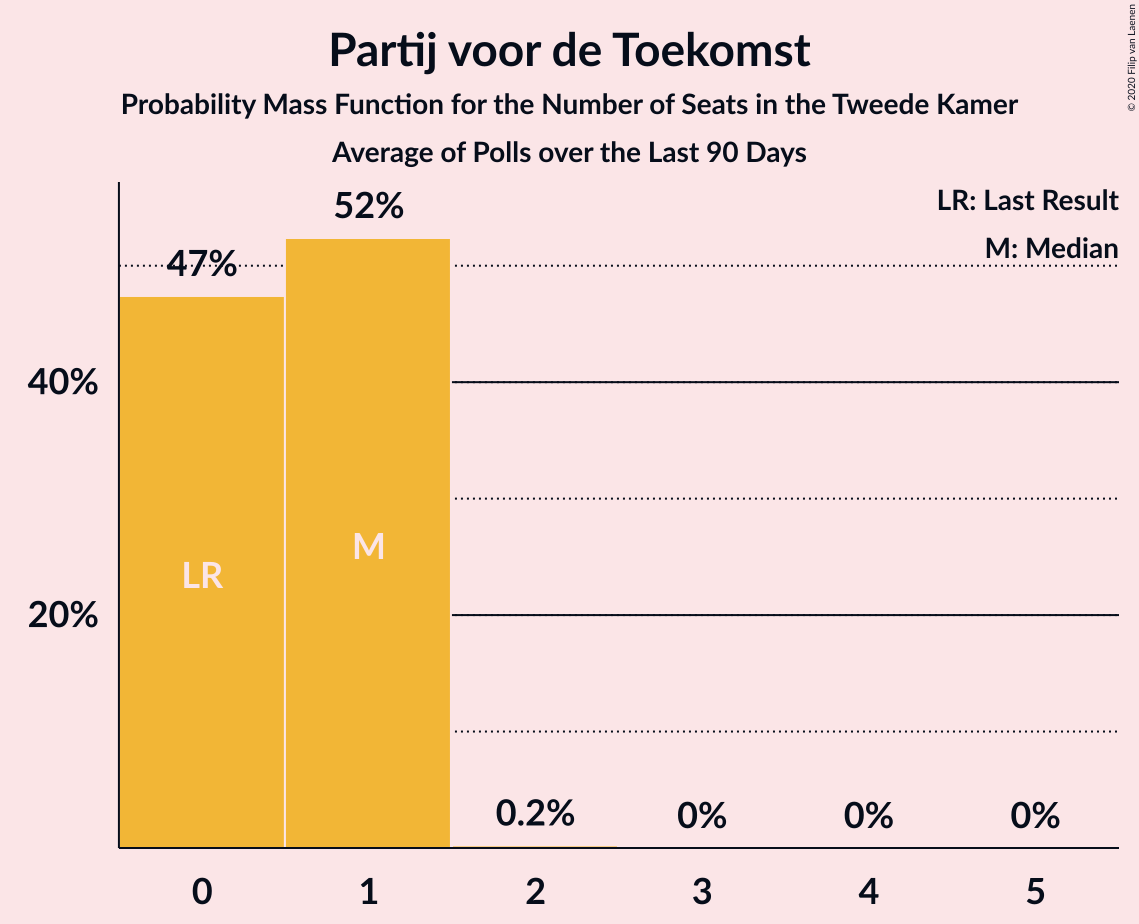 Partij voor de Toekomst
Probability Mass Function for the Number of Seats in the Tweede Kamer
Average of Polls over the Last 90 Days
© 2020 Filip van Laenen
LR: Last Result
M: Median
52%
47%
40%
20%
LR
M
0.2%
0%
0%
0%
0
1
2
3
4
5